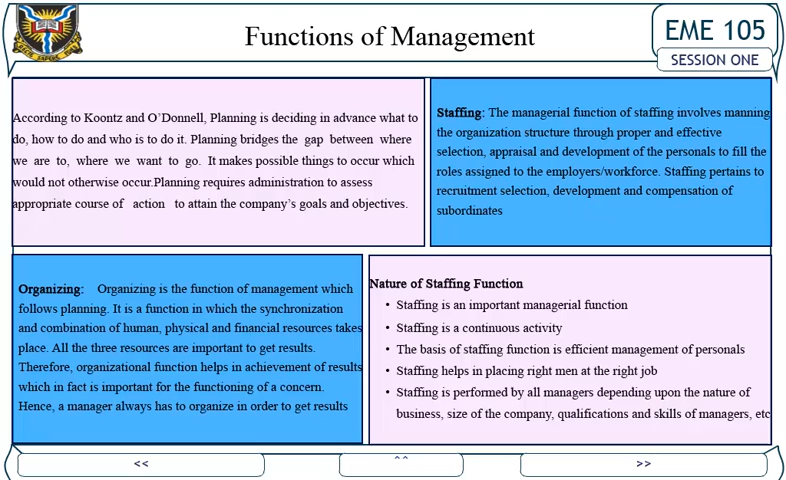 Functions of Management
EME 105
SESSION ONE
According to Koontz and O’Donnell, Planning is deciding in advance what to
do, how to do and who is to do it. Planning bridges the gap between where
we are to, where we want to go. It makes possible things to occur which
would not otherwise occur.Planning requires administration to assess
appropriate course of action to attain the company’s goals and objectives.
Staffing: The managerial function of staffing involves manning
the organization structure through proper and effective
selection, appraisal and development of the personals to fill the
roles assigned to the employers/workforce. Staffing pertains to
recruitment selection, development and compensation of
subordinates
Organizing: Organizing is the function of management which
follows planning. It is a function in which the synchronization
and combination of human, physical and financial resources takes
place. All the three resources are important to get results.
Therefore, organizational function helps in achievement of results
which in fact is important for the functioning of a concern.
Hence, a manager always has to organize in order to get results
Nature of Staffing Function
• Staffing is an important managerial function
• Staffing is a continuous activity
• The basis of staffing function is efficient management of personals
• Staffing helps in placing right men at the right job
• Staffing is performed by all managers depending upon the nature of
business, size of the company, qualifications and skills of managers, etc
<<
^^
>>